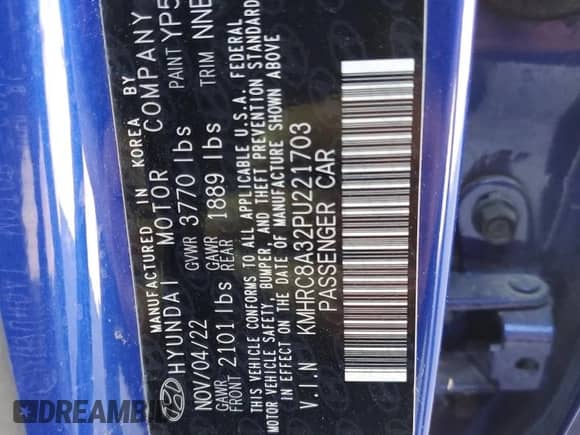 MANUFACTURED IN KOREA BY
HYUNDAI MOTOR COMPANY
NOV/04/22 GVWR 3770 lbs PAINT YP5
GAWR FRONT 2101 lbs GAWR REAR 1889 lbs TRIM NNB
THIS VEHICLE CONFORMS TO ALL APPLICABLE U.S.A. FEDERAL
MOTOR VEHICLE SAFETY, BUMPER, AND THEFT PREVENTION STANDARDS
IN EFFECT ON THE DATE OF MANUFACTURE SHOWN ABOVE
V.I.N KMHRC8A32PU221703
PASSENGER CAR
DREAMBID